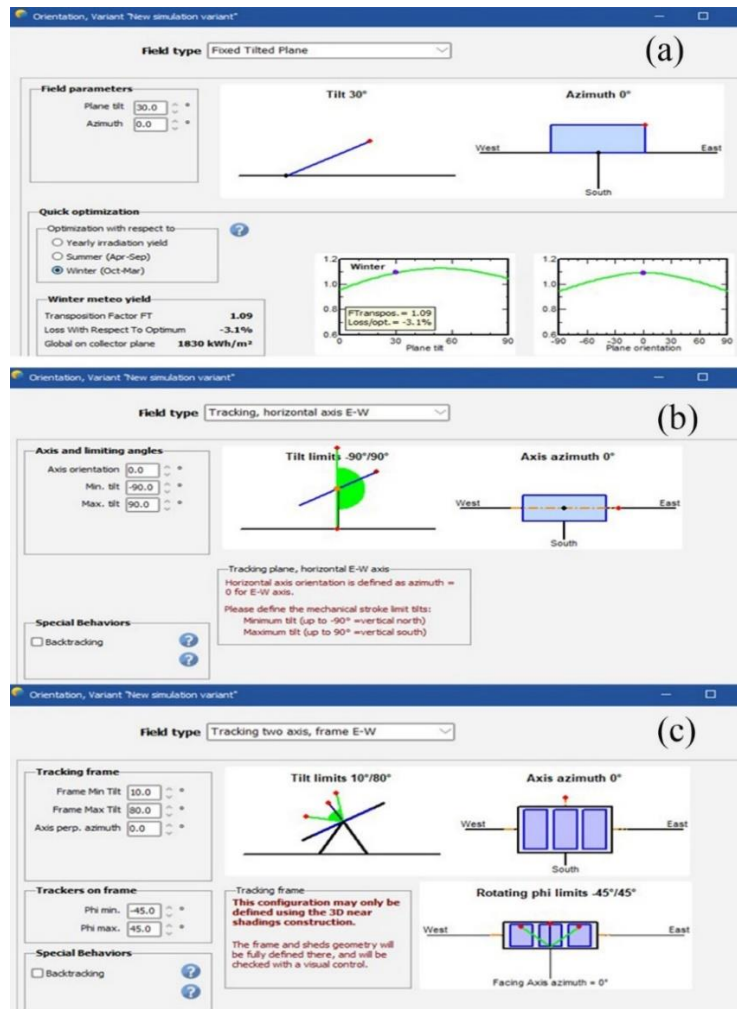 Orientation, Variant "New simulation variant"
Field type Fixed Tilted Plane
(a)
Field parameters
Plane tilt 30.0 °
Azimuth 0.0 °
Tilt 30°
Azimuth 0°
West East
South
Quick optimization
Optimization with respect to
Yearly irradiation yield
Summer (Apr-Sep)
Winter (Oct-Mar)
?
Winter meteo yield
Transposition Factor FT 1.09
Loss With Respect To Optimum -3.1%
Global on collector plane 1830 kWh/m²
1.2
Winter
1.0
0.8
FTranspos. = 1.09
Loss/opt. = -3.1%
0.6
0 30 60 90
Plane tilt
1.2
1.0
0.8
0.6
-90 -60 -30 0 30 60 90
Plane orientation
Orientation, Variant "New simulation variant"
Field type Tracking, horizontal axis E-W
(b)
Axis and limiting angles
Axis orientation 0.0 °
Min. tilt -90.0 °
Max. tilt 90.0 °
Tilt limits -90°/90°
Axis azimuth 0°
West East
South
Tracking plane, horizontal E-W axis
Horizontal axis orientation is defined as azimuth =
0 for E-W axis.
Please define the mechanical stroke limit tilts:
Minimum tilt (up to -90° =vertical north)
Maximum tilt (up to 90° =vertical south)
Special Behaviors
Backtracking
?
?
Orientation, Variant "New simulation variant"
Field type Tracking two axis, frame E-W
(c)
Tracking frame
Frame Min Tilt 10.0 °
Frame Max Tilt 80.0 °
Axis perp. azimuth 0.0 °
Tilt limits 10°/80°
Axis azimuth 0°
West East
South
Trackers on frame
Phi min. -45.0 °
Phi max. 45.0 °
Tracking frame
This configuration may only be
defined using the 3D near
shadings construction.
The frame and sheds geometry will
be fully defined there, and will be
checked with a visual control.
Rotating phi limits -45°/45°
West East
Facing Axis azimuth = 0°
Special Behaviors
Backtracking
?
?